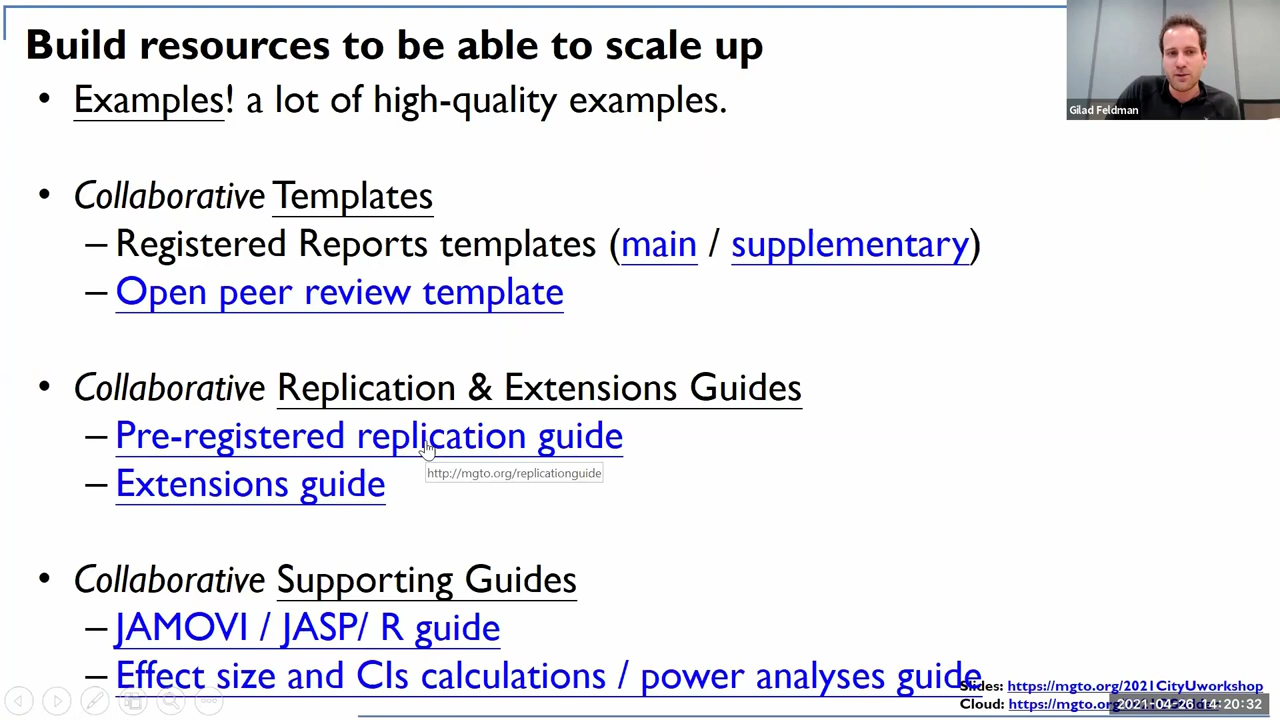 Build resources to be able to scale up
• Examples! a lot of high-quality examples.
Gilad Feldman
• Collaborative Templates
– Registered Reports templates (main / supplementary)
– Open peer review template
• Collaborative Replication & Extensions Guides
– Pre-registered replication guide
http://mgto.org/replicationguide
– Extensions guide
• Collaborative Supporting Guides
– JAMOVI / JASP/ R guide
– Effect size and CIs calculations / power analyses guide
Slides: https://mgto.org/2021CityUworkshop
Cloud: https://mgto.org
2021-04-26 14:20:32